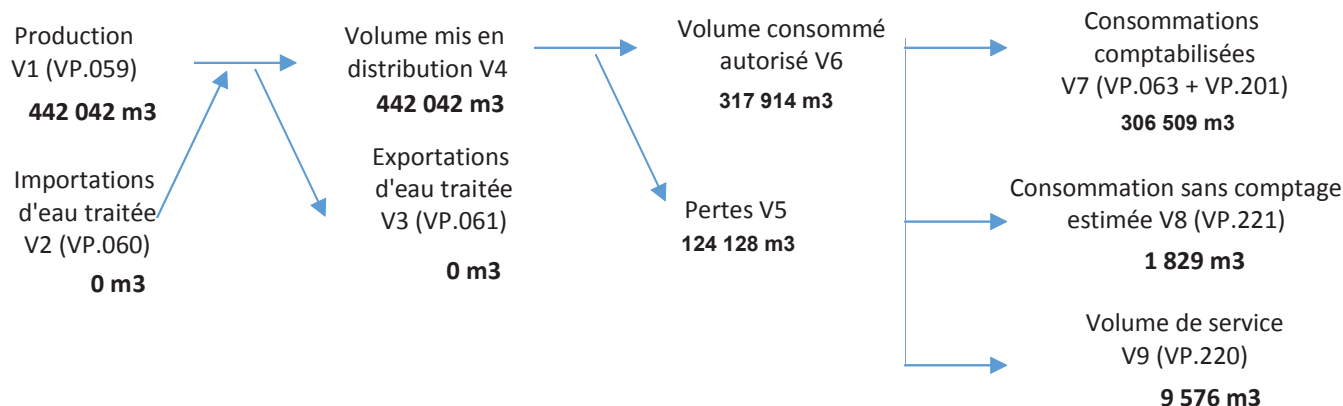 Production
V1 (VP.059)
442 042 m3
Importations
d'eau traitée
V2 (VP.060)
0 m3
Volume mis en
distribution V4
442 042 m3
Exportations
d'eau traitée
V3 (VP.061)
0 m3
Volume consommé
autorisé V6
317 914 m3
Pertes V5
124 128 m3
Consommations
comptabilisées
V7 (VP.063 + VP.201)
306 509 m3
Consommation sans comptage
estimée V8 (VP.221)
1 829 m3
Volume de service
V9 (VP.220)
9 576 m3